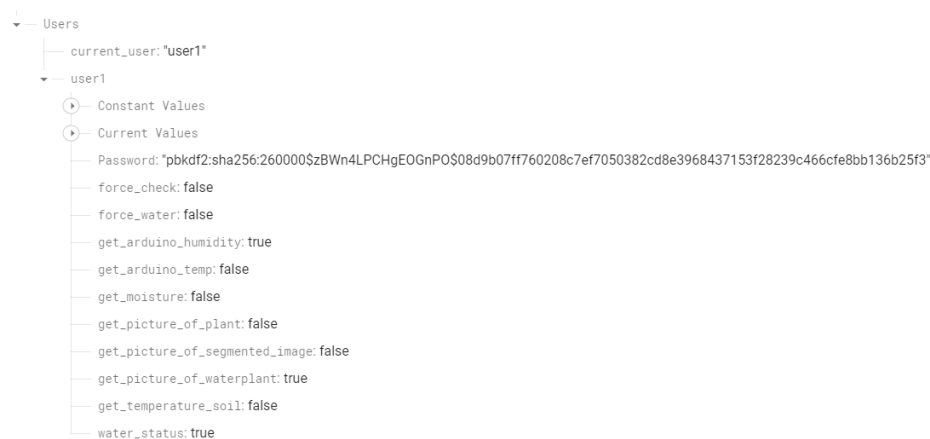 Users
current_user: "user1"
user1
Constant Values
Current Values
Password: "pbkdf2:sha256:260000$zBWn4LPCHgEOGnPO$08d9b07ff760208c7ef7050382cd8e3968437153f28239c466cfe8bb136b25f3"
force_check: false
force_water: false
get_arduino_humidity: true
get_arduino_temp: false
get_moisture: false
get_picture_of_plant: false
get_picture_of_segmented_image: false
get_picture_of_waterplant: true
get_temperature_soil: false
water_status: true